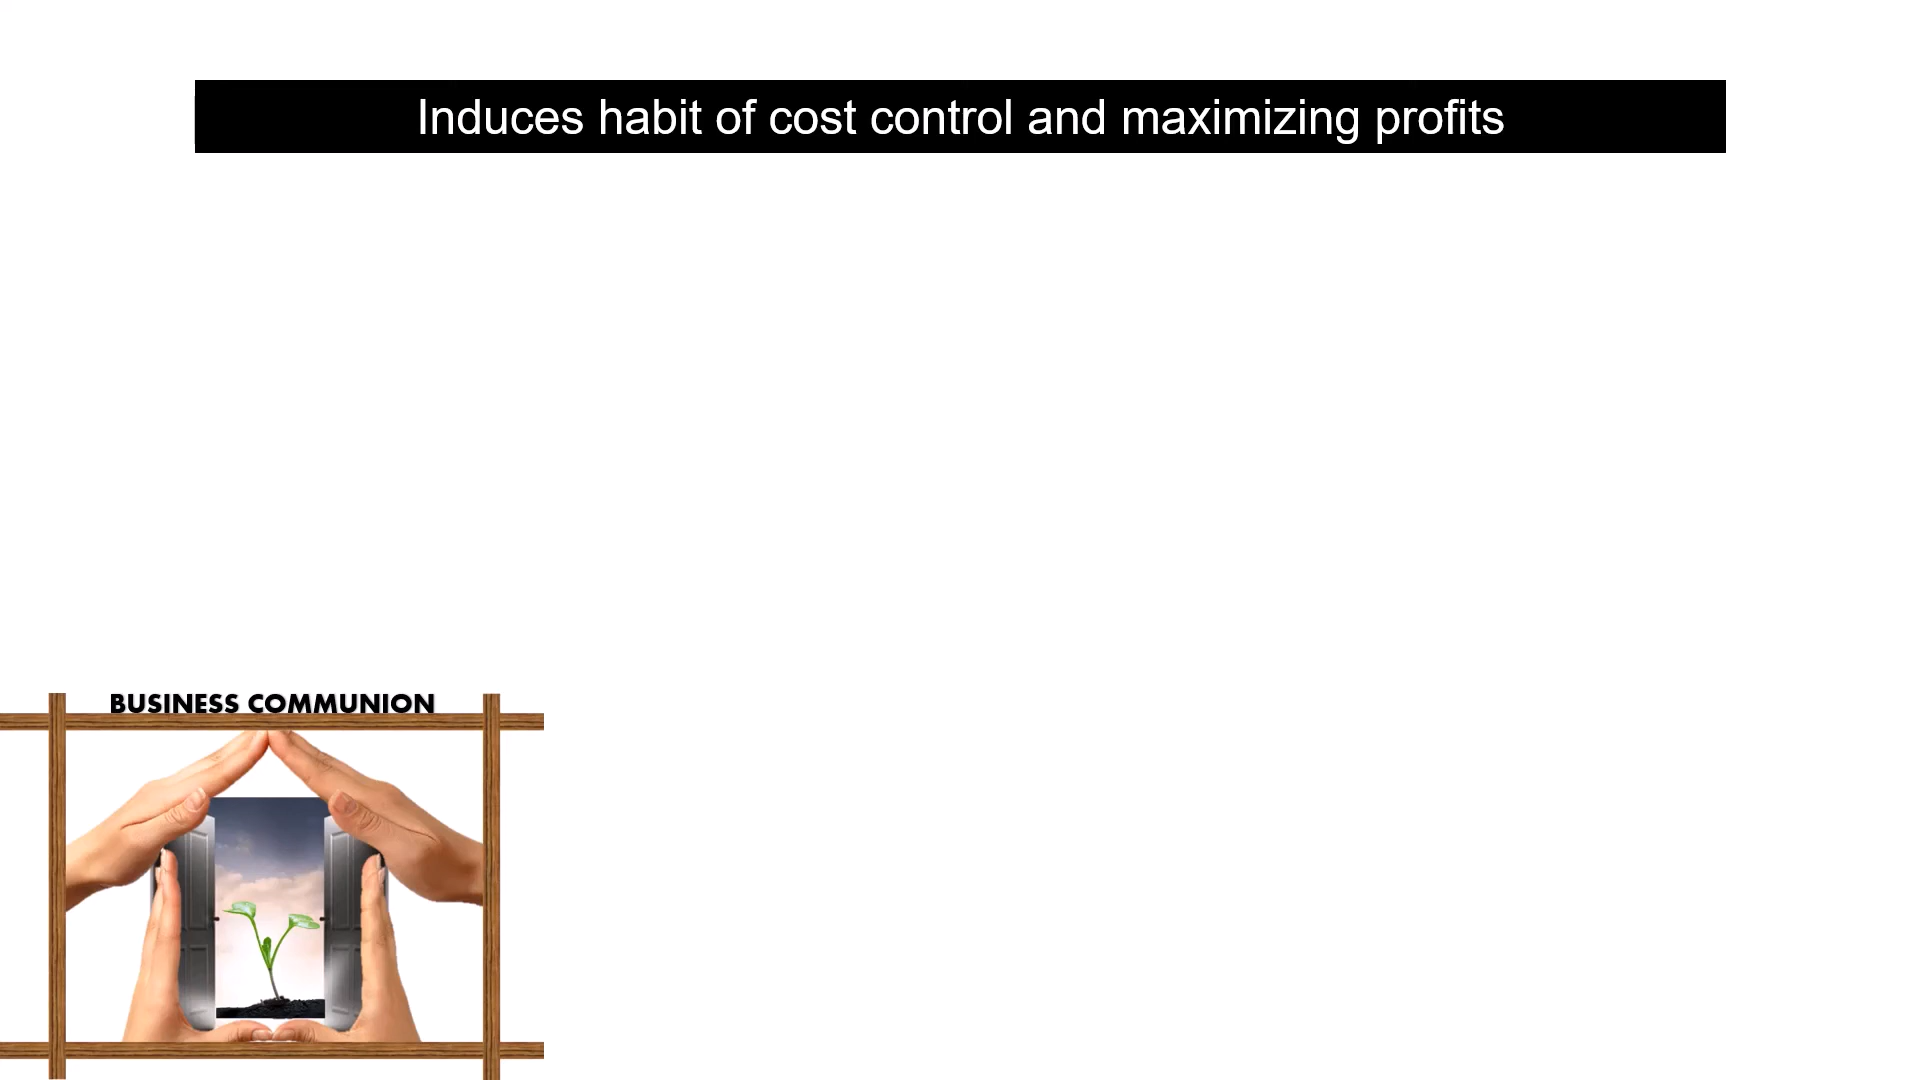 Induces habit of cost control and maximizing profits
BUSINESS COMMUNION